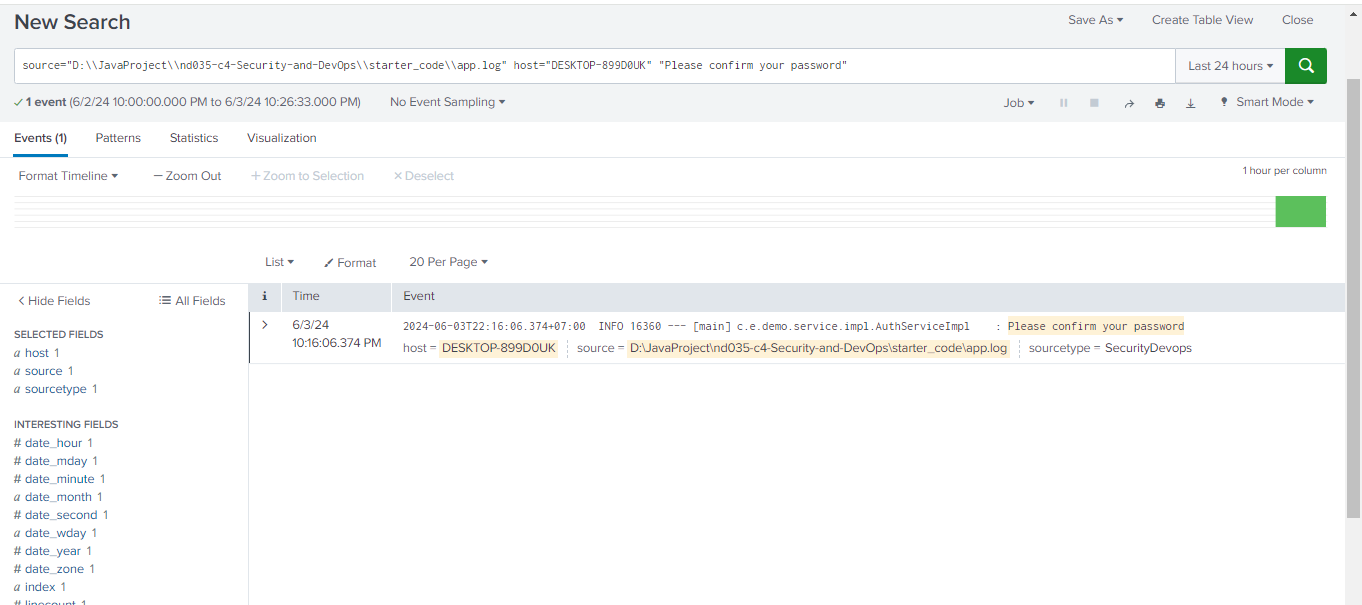 New Search
Save As Create Table View Close
source="D:\\JavaProject\\nd035-c4-Security-and-DevOps\\starter_code\\app.log" host="DESKTOP-899D0UK" "Please confirm your password"
Last 24 hours
1 event (6/2/24 10:00:00.000 PM to 6/3/24 10:26:33.000 PM) No Event Sampling
Job Smart Mode
Events (1) Patterns Statistics Visualization
Format Timeline — Zoom Out + Zoom to Selection × Deselect
1 hour per column
List Format 20 Per Page
< Hide Fields All Fields
i Time Event
SELECTED FIELDS
a host 1
a source 1
a sourcetype 1
INTERESTING FIELDS
# date_hour 1
# date_mday 1
# date_minute 1
a date_month 1
# date_second 1
a date_wday 1
# date_year 1
# date_zone 1
a index 1
# linecount 1
> 6/3/24
10:16:06.374 PM
2024-06-03T22:16:06.374+07:00 INFO 16360 --- [main] c.e.demo.service.impl.AuthServiceImpl : Please confirm your password
host = DESKTOP-899D0UK source = D:\JavaProject\nd035-c4-Security-and-DevOps\starter_code\app.log sourcetype = SecurityDevops